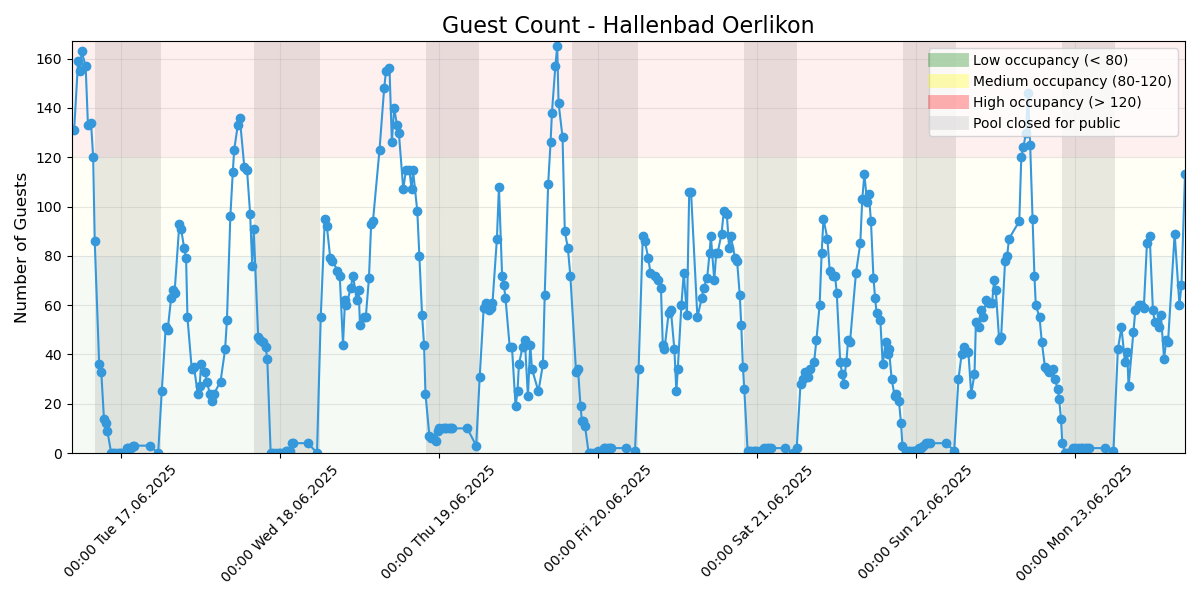 Guest Count - Hallenbad Oerlikon
Number of Guests
160
140
120
100
80
60
40
20
0
Low occupancy (< 80)
Medium occupancy (80-120)
High occupancy (> 120)
Pool closed for public
00:00 Tue 17.06.2025
00:00 Wed 18.06.2025
00:00 Thu 19.06.2025
00:00 Fri 20.06.2025
00:00 Sat 21.06.2025
00:00 Sun 22.06.2025
00:00 Mon 23.06.2025